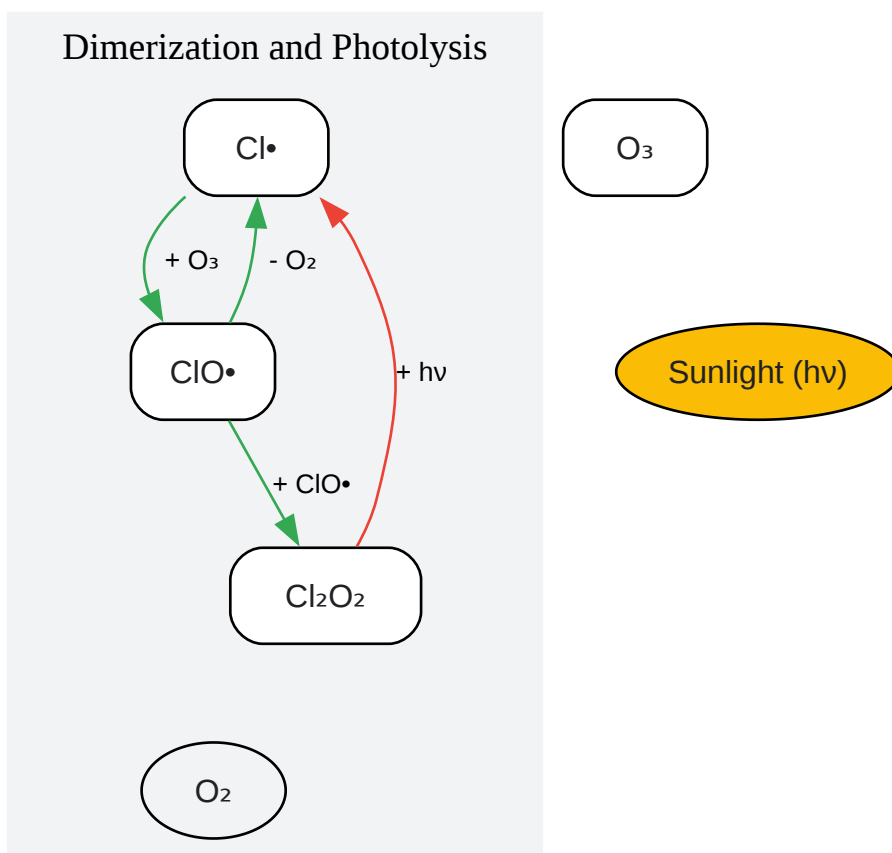 Dimerization and Photolysis
Cl•
O₃
+ O₃
- O₂
ClO•
+ hν
Sunlight (hν)
+ ClO•
Cl₂O₂
O₂